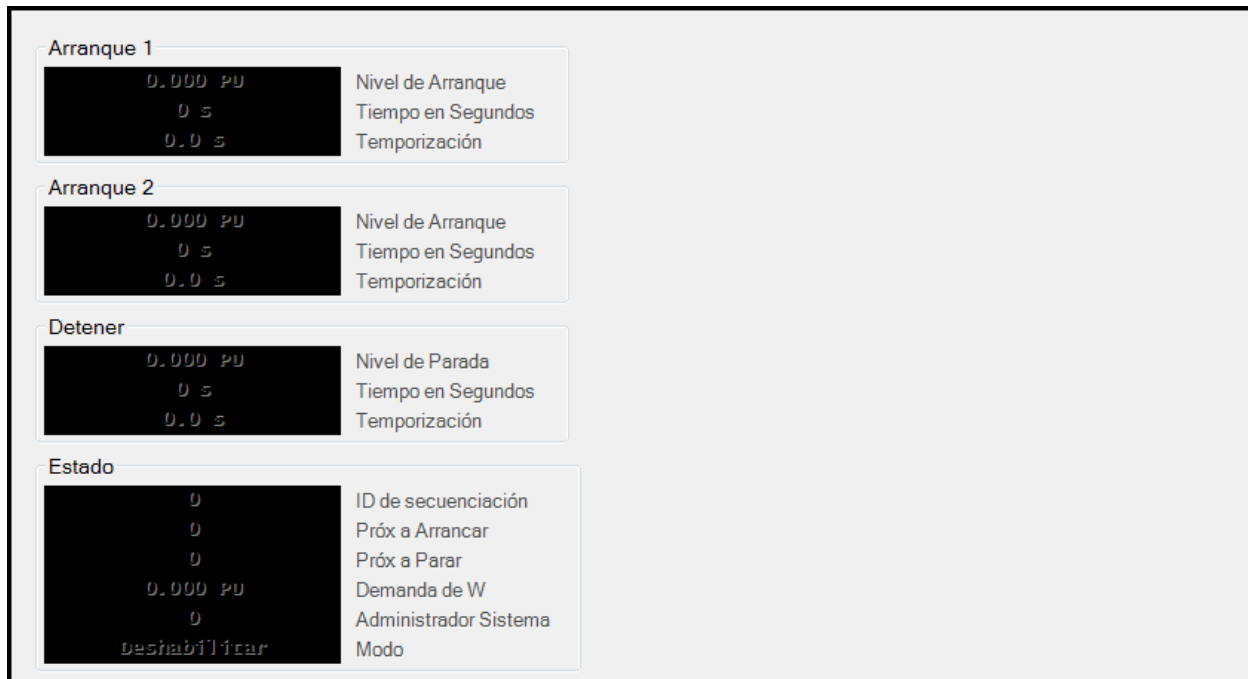 Arranque 1
0.000 PU Nivel de Arranque
0 s Tiempo en Segundos
0.0 s Temporización
Arranque 2
0.000 PU Nivel de Arranque
0 s Tiempo en Segundos
0.0 s Temporización
Detener
0.000 PU Nivel de Parada
0 s Tiempo en Segundos
0.0 s Temporización
Estado
0 ID de secuenciación
0 Próx a Arrancar
0 Próx a Parar
0.000 PU Demanda de W
0 Administrador Sistema
Deshabilitar Modo